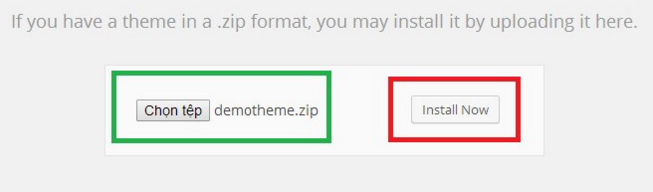 If you have a theme in a .zip format, you may install it by uploading it here.
Chọn tệp demotheme.zip Install Now